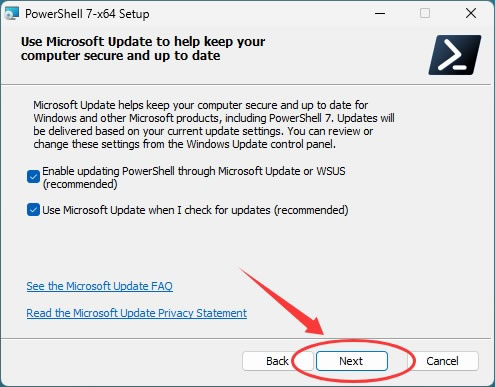 PowerShell 7-x64 Setup
Use Microsoft Update to help keep your
computer secure and up to date
Microsoft Update helps keep your computer secure and up to date for
Windows and other Microsoft products, including PowerShell 7. Updates will
be delivered based on your current update settings. You can review or
change these settings from the Windows Update control panel.
Enable updating PowerShell through Microsoft Update or WSUS
(recommended)
Use Microsoft Update when I check for updates (recommended)
See the Microsoft Update FAQ
Read the Microsoft Update Privacy Statement
Back Next Cancel